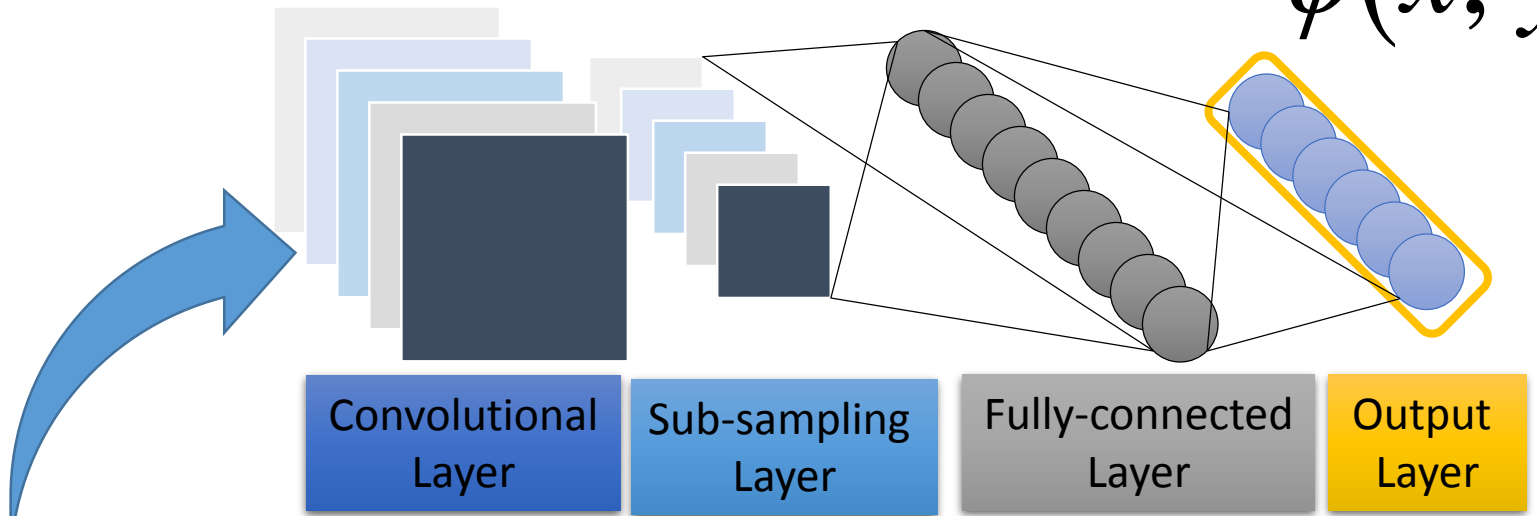 φ(x,
Convolutional
Layer
Sub-sampling
Layer
Fully-connected
Layer
Output
Layer